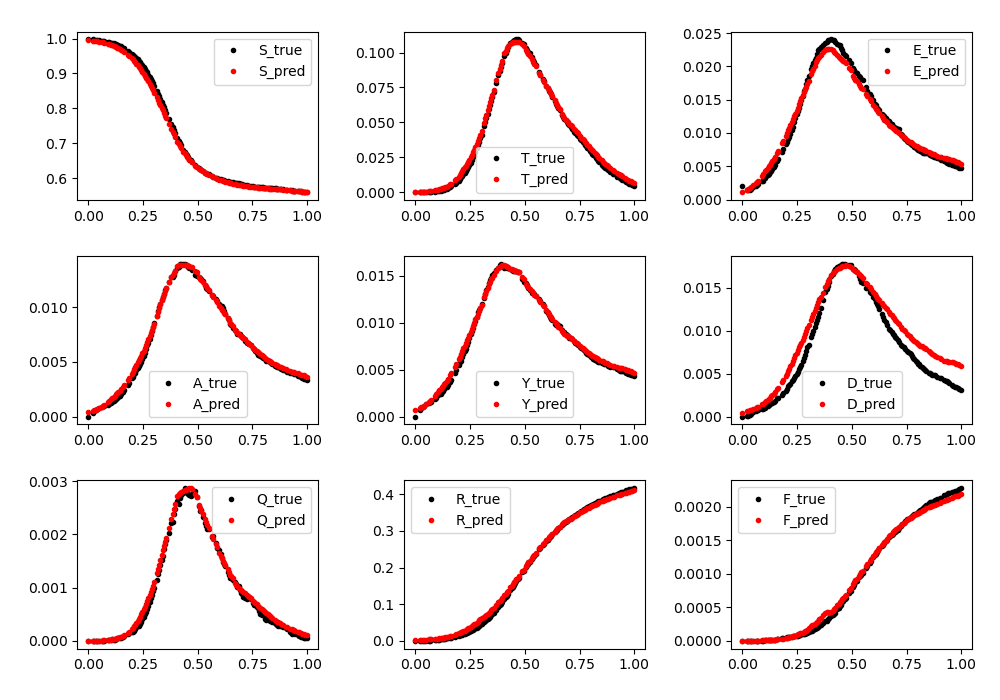 1.0
0.9
0.8
0.7
0.6
0.00 0.25 0.50 0.75 1.00
S_true
S_pred
0.100
0.075
0.050
0.025
0.000
0.00 0.25 0.50 0.75 1.00
T_true
T_pred
0.025
0.020
0.015
0.010
0.005
0.000
0.00 0.25 0.50 0.75 1.00
E_true
E_pred
0.010
0.005
0.000
0.00 0.25 0.50 0.75 1.00
A_true
A_pred
0.015
0.010
0.005
0.000
0.00 0.25 0.50 0.75 1.00
Y_true
Y_pred
0.015
0.010
0.005
0.000
0.00 0.25 0.50 0.75 1.00
D_true
D_pred
0.003
0.002
0.001
0.000
0.00 0.25 0.50 0.75 1.00
Q_true
Q_pred
0.4
0.3
0.2
0.1
0.0
0.00 0.25 0.50 0.75 1.00
R_true
R_pred
0.0020
0.0015
0.0010
0.0005
0.0000
0.00 0.25 0.50 0.75 1.00
F_true
F_pred